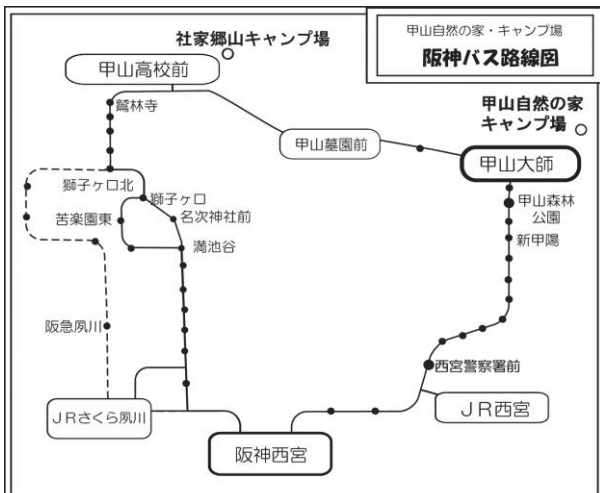 甲山自然の家・キャンプ場
阪神バス路線図
社家郷山キャンプ場
甲山高校前
鷲林寺
甲山自然の家
キャンプ場
甲山墓園前
甲山大師
獅子ヶ口北
獅子ヶ口
甲山森林
公園
苦楽園東
名次神社前
新甲陽
満池谷
阪急夙川
西宮警察署前
JRさくら夙川
JR西宮
阪神西宮